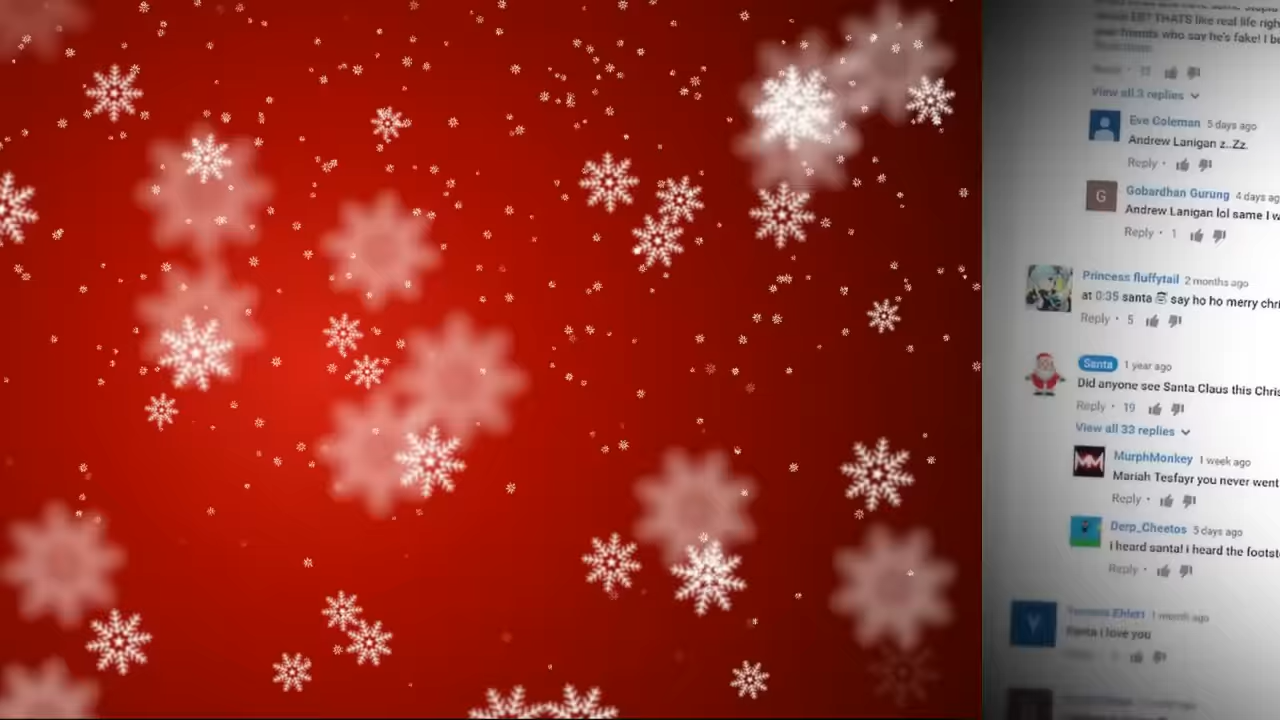 THATS like real life righ
friends who say he's fake! I be
Reply · 13
View all 3 replies
Eve Coleman 5 days ago
Andrew Lanigan z..Zz.
Reply ·
G
Gobardhan Gurung 4 days ag
Andrew Lanigan lol same I w
Reply · 1
Princess fluffytail 2 months ago
at 0:35 santa 🎅 say ho ho merry chri
Reply · 5
Santa 1 year ago
Did anyone see Santa Claus this Chris
Reply · 19
View all 33 replies
MurphMonkey 1 week ago
Mariah Tesfayr you never went
Reply ·
Derp_Cheetos 5 days ago
i heard santa! i heard the footst
Reply ·
Y
Ehlert 1 month ago
Santa i love you